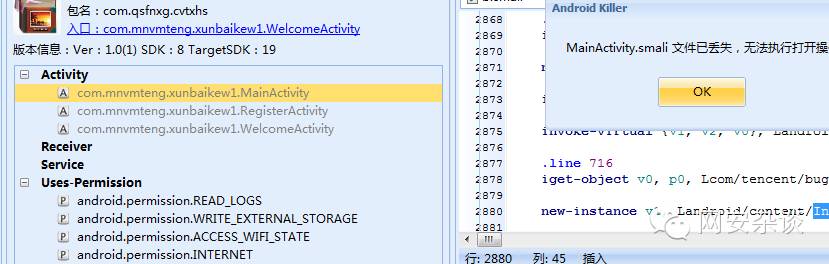 包名：com.qsfnxg.cvtxhs
入口：com.mnvmteng.xunbaikew1.WelcomeActivity
版本信息：Ver：1.0(1) SDK：8 TargetSDK：19
Activity
com.mnvmteng.xunbaikew1.MainActivity
com.mnvmteng.xunbaikew1.RegisterActivity
com.mnvmteng.xunbaikew1.WelcomeActivity
Receiver
Service
Uses-Permission
android.permission.READ_LOGS
android.permission.WRITE_EXTERNAL_STORAGE
android.permission.ACCESS_WIFI_STATE
android.permission.INTERNET
2868
2869
2870
2871
2872
2873
2874
2875 invoke-virtual {v1, v2, v0},
2876
2877 .line 716
2878 iget-object v0, p0, Lcom/tencent/bug
2879
2880 new-instance v1, Landroid/content/In
2881
行: 2880 列: 45 插入
Android Killer
MainActivity.smali 文件已丢失，无法执行打开操
OK
网安杂谈